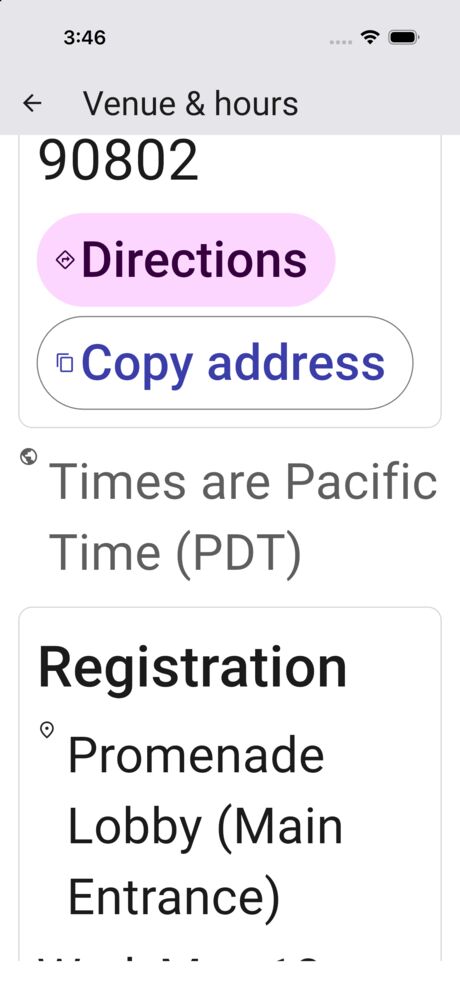 3:46
Venue & hours
90802
Directions
Copy address
Times are Pacific
Time (PDT)
Registration
Promenade
Lobby (Main
Entrance)